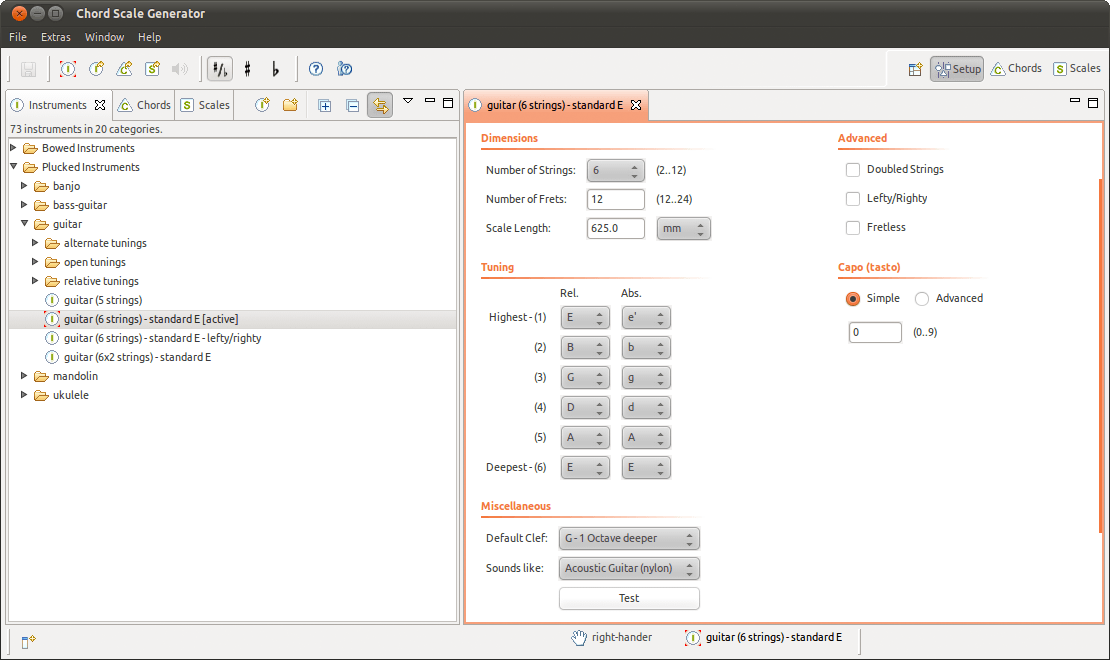 Chord Scale Generator
File Extras Window Help
Setup Chords Scales
Instruments Chords Scales
73 instruments in 20 categories.
Bowed Instruments
Plucked Instruments
banjo
bass-guitar
guitar
alternate tunings
open tunings
relative tunings
guitar (5 strings)
guitar (6 strings) - standard E [active]
guitar (6 strings) - standard E - lefty/righty
guitar (6x2 strings) - standard E
mandolin
ukulele
guitar (6 strings) - standard E
Dimensions
Number of Strings: 6 (2..12)
Number of Frets: 12 (12..24)
Scale Length: 625.0 mm
Advanced
Doubled Strings
Lefty/Righty
Fretless
Tuning
Rel. Abs.
Highest - (1) E e'
(2) B b
(3) G g
(4) D d
(5) A A
Deepest - (6) E E
Capo (tasto)
Simple Advanced
0 (0..9)
Miscellaneous
Default Clef: G - 1 Octave deeper
Sounds like: Acoustic Guitar (nylon)
Test
right-hander guitar (6 strings) - standard E